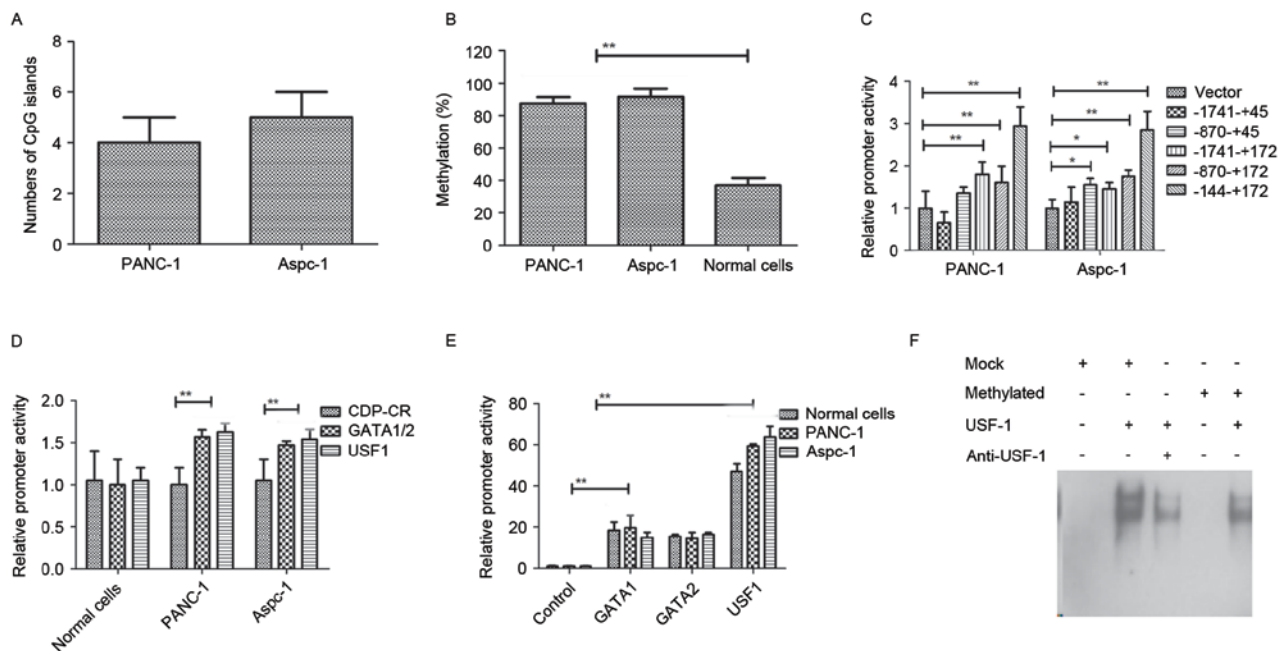 A
Numbers of CpG islands
8
6
4
2
0
PANC-1
Aspc-1
B
Methylation (%)
120
100
80
60
40
20
0
**
PANC-1
Aspc-1
Normal cells
C
Relative promoter activity
4
3
2
1
0
**
**
**
**
**
*
*
PANC-1
Aspc-1
Vector
-1741-+45
-870-+45
-1741-+172
-870-+172
-144-+172
D
Relative promoter activity
2.0
1.5
1.0
0.5
0.0
**
**
Normal cells
PANC-1
Aspc-1
CDP-CR
GATA1/2
USF1
E
Relative promoter activity
80
60
40
20
0
**
**
Control
GATA1
GATA2
USF1
Normal cells
PANC-1
Aspc-1
F
Mock + + - - -
Methylated - - - + +
USF-1 - + + - +
Anti-USF-1 - - + - -